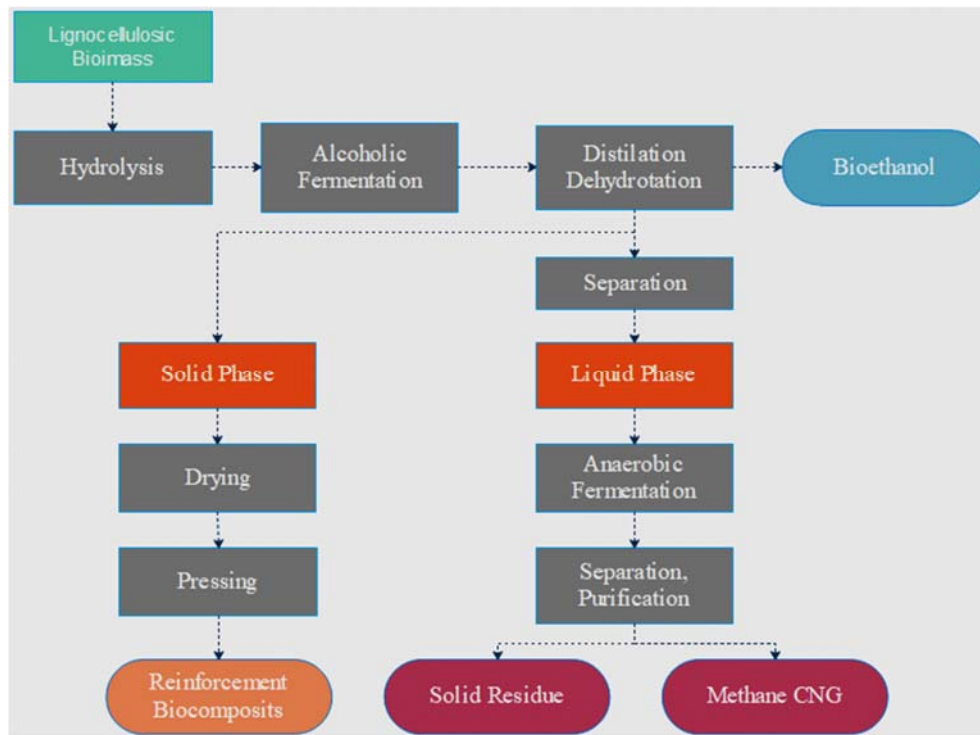 Lignocellulosic
Bioimass
Hydrolysis
Alcoholic
Fermentation
Distilation
Dehydrotation
Bioethanol
Separation
Solid Phase
Liquid Phase
Drying
Anaerobic
Fermentation
Pressing
Separation,
Purification
Reinforcement
Biocomposits
Solid Residue
Methane CNG